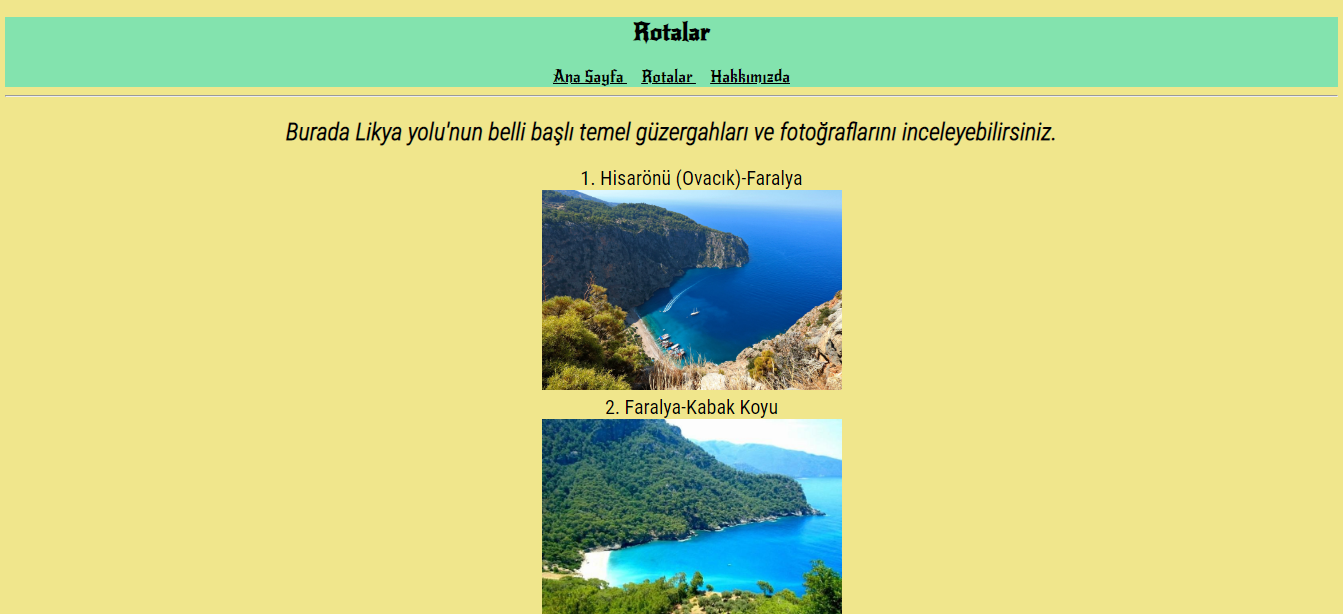 Rotalar
Ana Sayfa Rotalar Hakkımızda
Burada Likya yolu'nun belli başlı temel güzergahları ve fotoğraflarını inceleyebilirsiniz.
1. Hisarönü (Ovacık)-Faralya
2. Faralya-Kabak Koyu